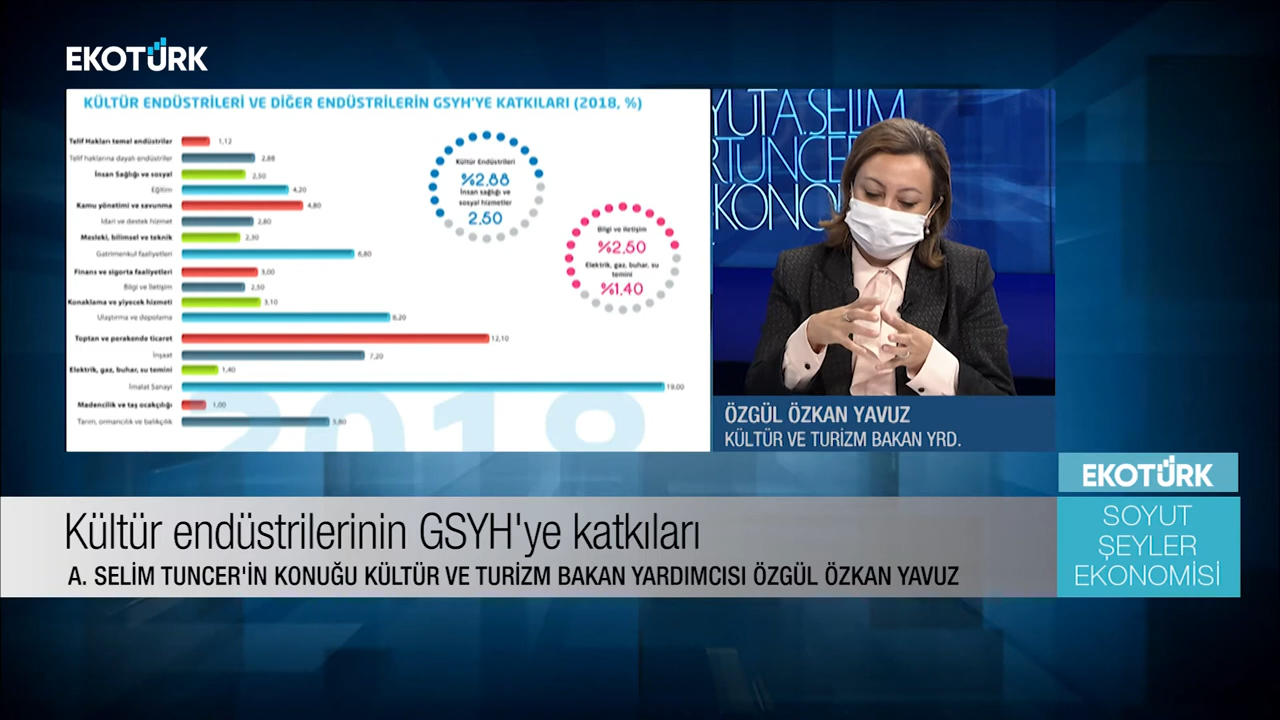 EKOTÜRK
KÜLTÜR ENDÜSTRİLERİ VE DİĞER ENDÜSTRİLERİN GSYH'YE KATKILARI (2018, %)
Telif Hakları temel endüstriler 1,12
Telif haklarına dayalı endüstriler 2,88
İnsan Sağlığı ve sosyal 2,50
Eğitim 4,20
Kamu yönetimi ve savunma 4,80
İdari ve destek hizmet 2,80
Mesleki, bilimsel ve teknik 2,30
Gatrimenkul faaliyetleri 6,80
Finans ve sigorta faaliyetleri 3,00
Bilgi ve İletişim 2,50
Konaklama ve yiyecek hizmeti 3,10
Ulaştırma ve depolama 8,20
Toptan ve perakende ticaret 12,10
İnşaat 7,20
Elektrik, gaz, buhar, su temini 1,40
İmalat Sanayi 19,00
Madencilik ve taş ocakçılığı 1,00
Tarım, ormancılık ve balıkçılık 5,80
Kültür Endüstrileri
%2,88
İnsan sağlığı ve
sosyal hizmetler
2,50
Bilgi ve iletişim
%2,50
Elektrik, gaz, buhar, su
temini
%1,40
2018
YUT A.SELİM
RTUNCER
EKONO
ÖZGÜL ÖZKAN YAVUZ
KÜLTÜR VE TURİZM BAKAN YRD.
EKOTÜRK
Kültür endüstrilerinin GSYH'ye katkıları
A. SELİM TUNCER'İN KONUĞU KÜLTÜR VE TURİZM BAKAN YARDIMCISI ÖZGÜL ÖZKAN YAVUZ
SOYUT
ŞEYLER
EKONOMİSİ